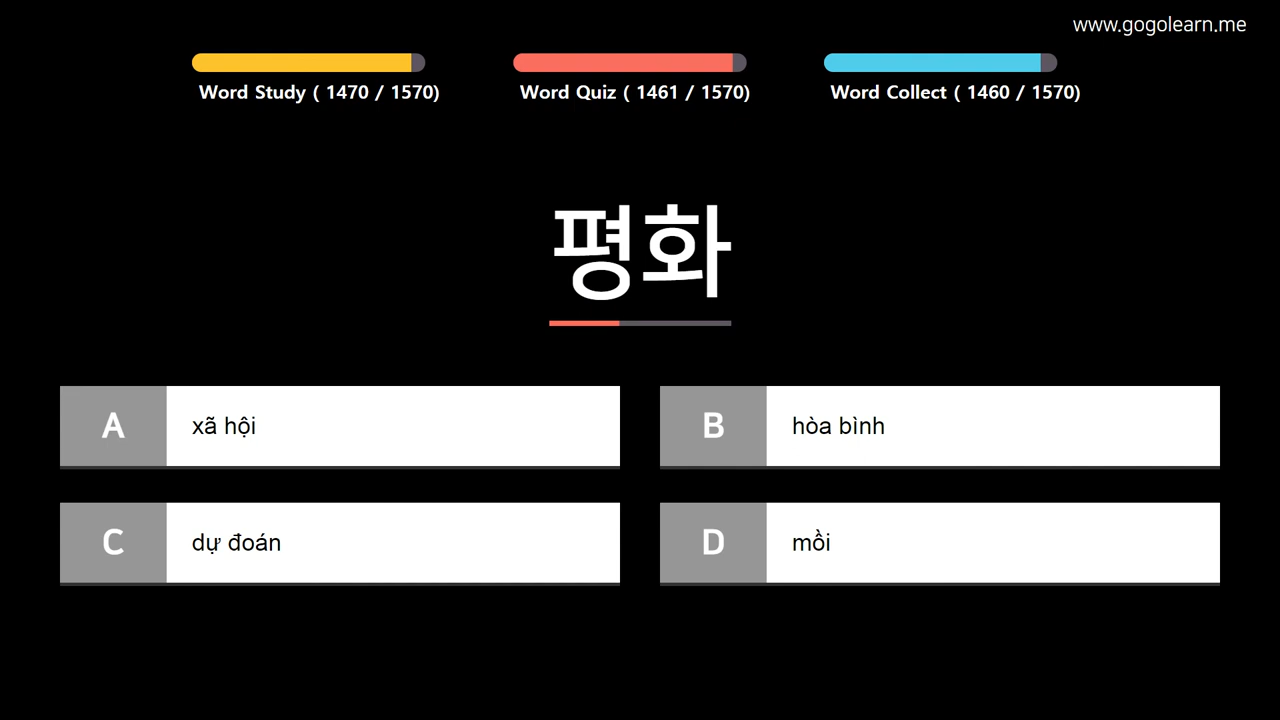 www.gogolearn.me
Word Study ( 1470 / 1570)
Word Quiz ( 1461 / 1570)
Word Collect ( 1460 / 1570)
평화
A xã hội
B hòa bình
C dự đoán
D mồi